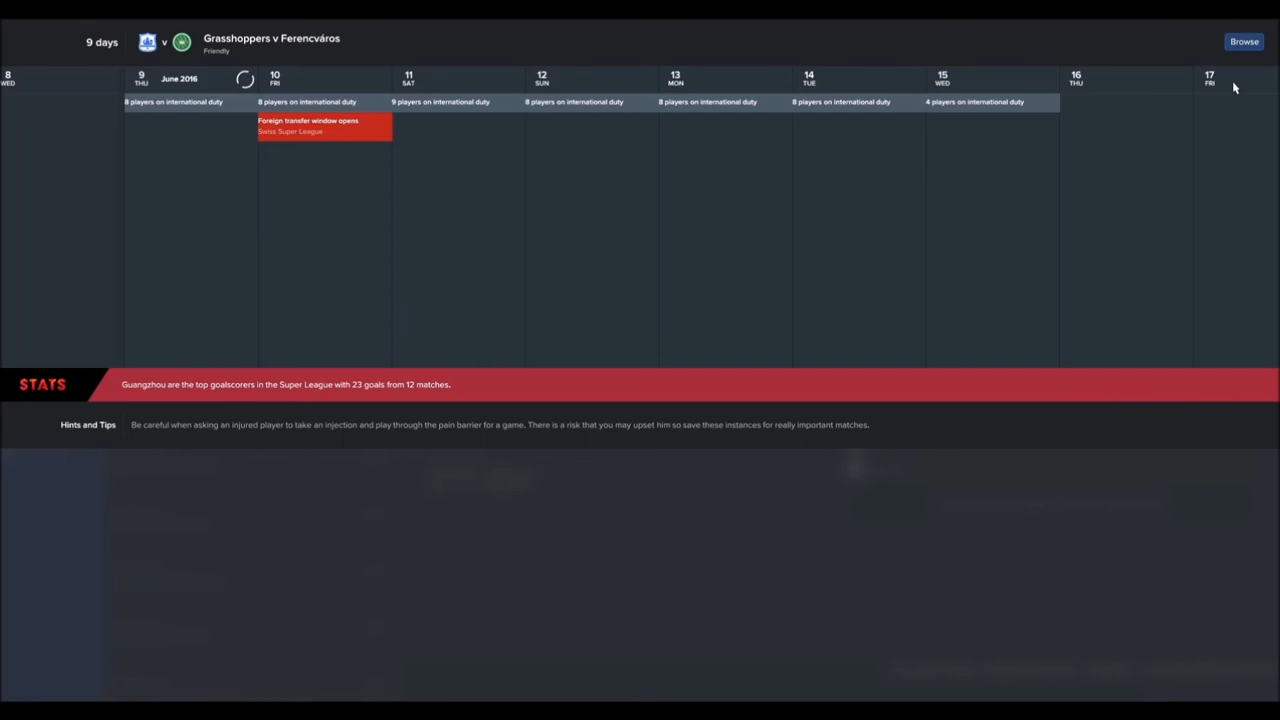 9 days
v
Grasshoppers v Ferencváros
Friendly
Browse
8
WED
9
THU
June 2016
10
FRI
11
SAT
12
SUN
13
MON
14
TUE
15
WED
16
THU
17
FRI
8 players on international duty
8 players on international duty
9 players on international duty
8 players on international duty
8 players on international duty
8 players on international duty
4 players on international duty
Foreign transfer window opens
Swiss Super League
STATS
Guangzhou are the top goalscorers in the Super League with 23 goals from 12 matches.
Hints and Tips
Be careful when asking an injured player to take an injection and play through the pain barrier for a game. There is a risk that you may upset him so save these instances for really important matches.